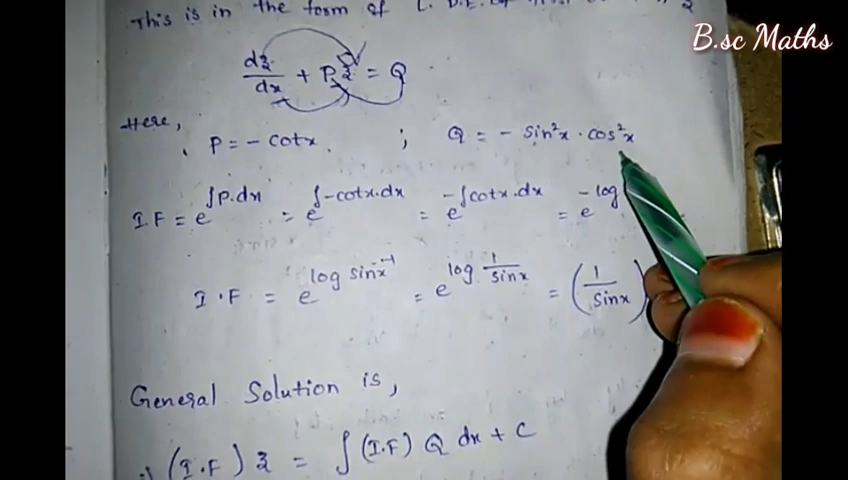 This is in the form of L.D.E. of
B.sc Maths
dz/dx + P z = Q
Here,
P = - cotx ; Q = - sin²x · cos²x
I.F = e^∫P.dx = e^∫-cotx.dx = e^-∫cotx.dx = e^-log
I.F = e^log sinx⁻¹ = e^log 1/sinx = (1/sinx)
General Solution is,
(I.F) z = ∫(I.F) Q dx + c